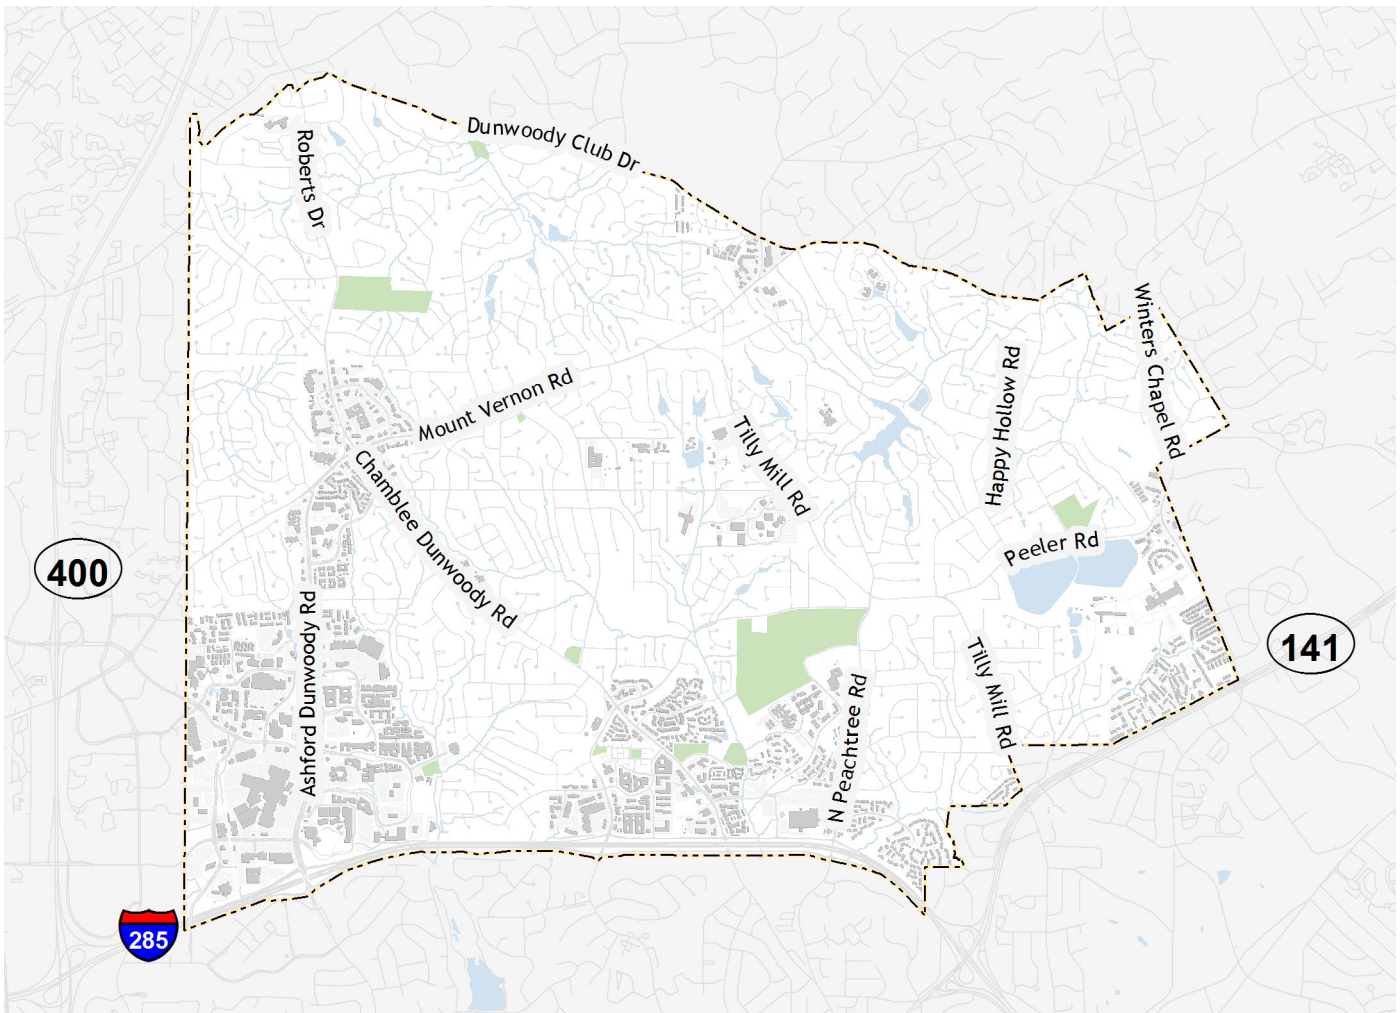 Dunwoody Club Dr
Roberts Dr
Winters Chapel Rd
Happy Hollow Rd
Mount Vernon Rd
Tilly Mill Rd
Chamblee Dunwoody Rd
Peeler Rd
400
Ashford Dunwoody Rd
141
Tilly Mill Rd
N Peachtree Rd
285